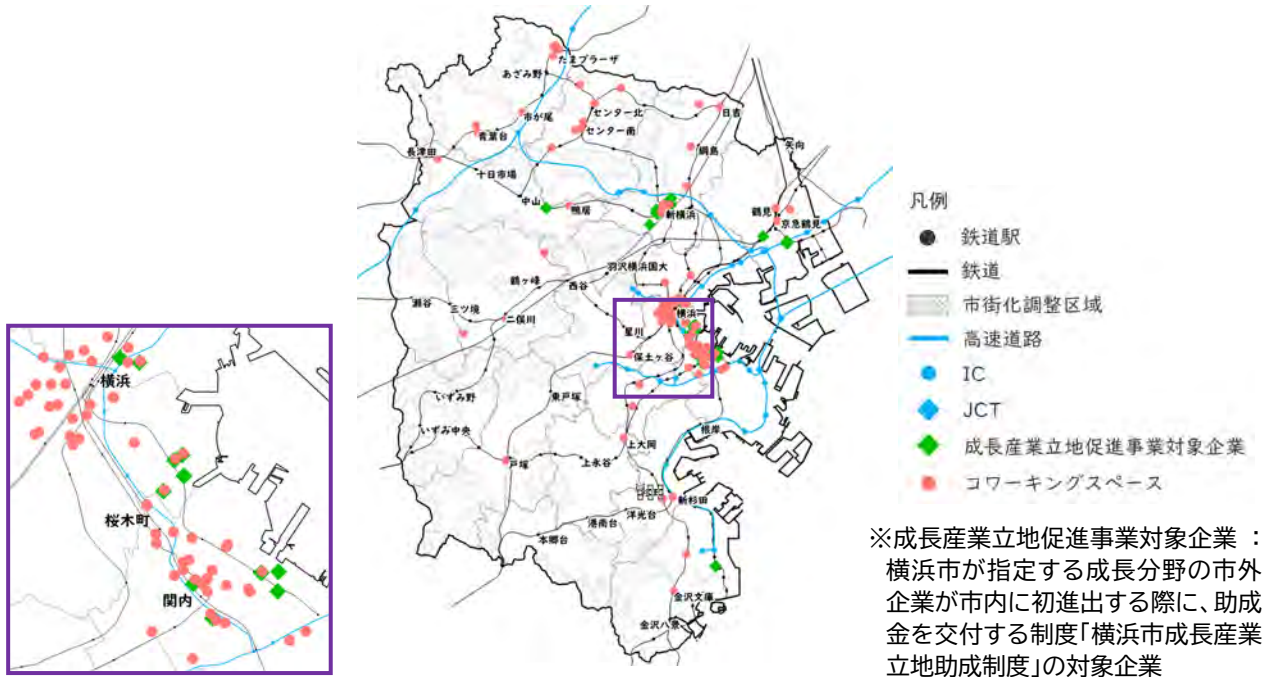 たまプラーザ
あざみ野
センター北
日吉
市が尾
センター南
青葉台
綱島
矢向
長津田
十日市場
中山
鴨居
新横浜
鶴見
京急鶴見
羽沢横浜国大
鶴ヶ峰
西谷
瀬谷
三ツ境
二俣川
横浜
星川
保土ヶ谷
いずみ野
東戸塚
いずみ中央
上大岡
根岸
戸塚
上永谷
新杉田
港南台
洋光台
本郷台
金沢文庫
金沢八景
横浜
桜木町
関内
凡例
鉄道駅
鉄道
市街化調整区域
高速道路
IC
JCT
成長産業立地促進事業対象企業
コワーキングスペース
※成長産業立地促進事業対象企業 ：
横浜市が指定する成長分野の市外
企業が市内に初進出する際に、助成
金を交付する制度「横浜市成長産業
立地助成制度」の対象企業